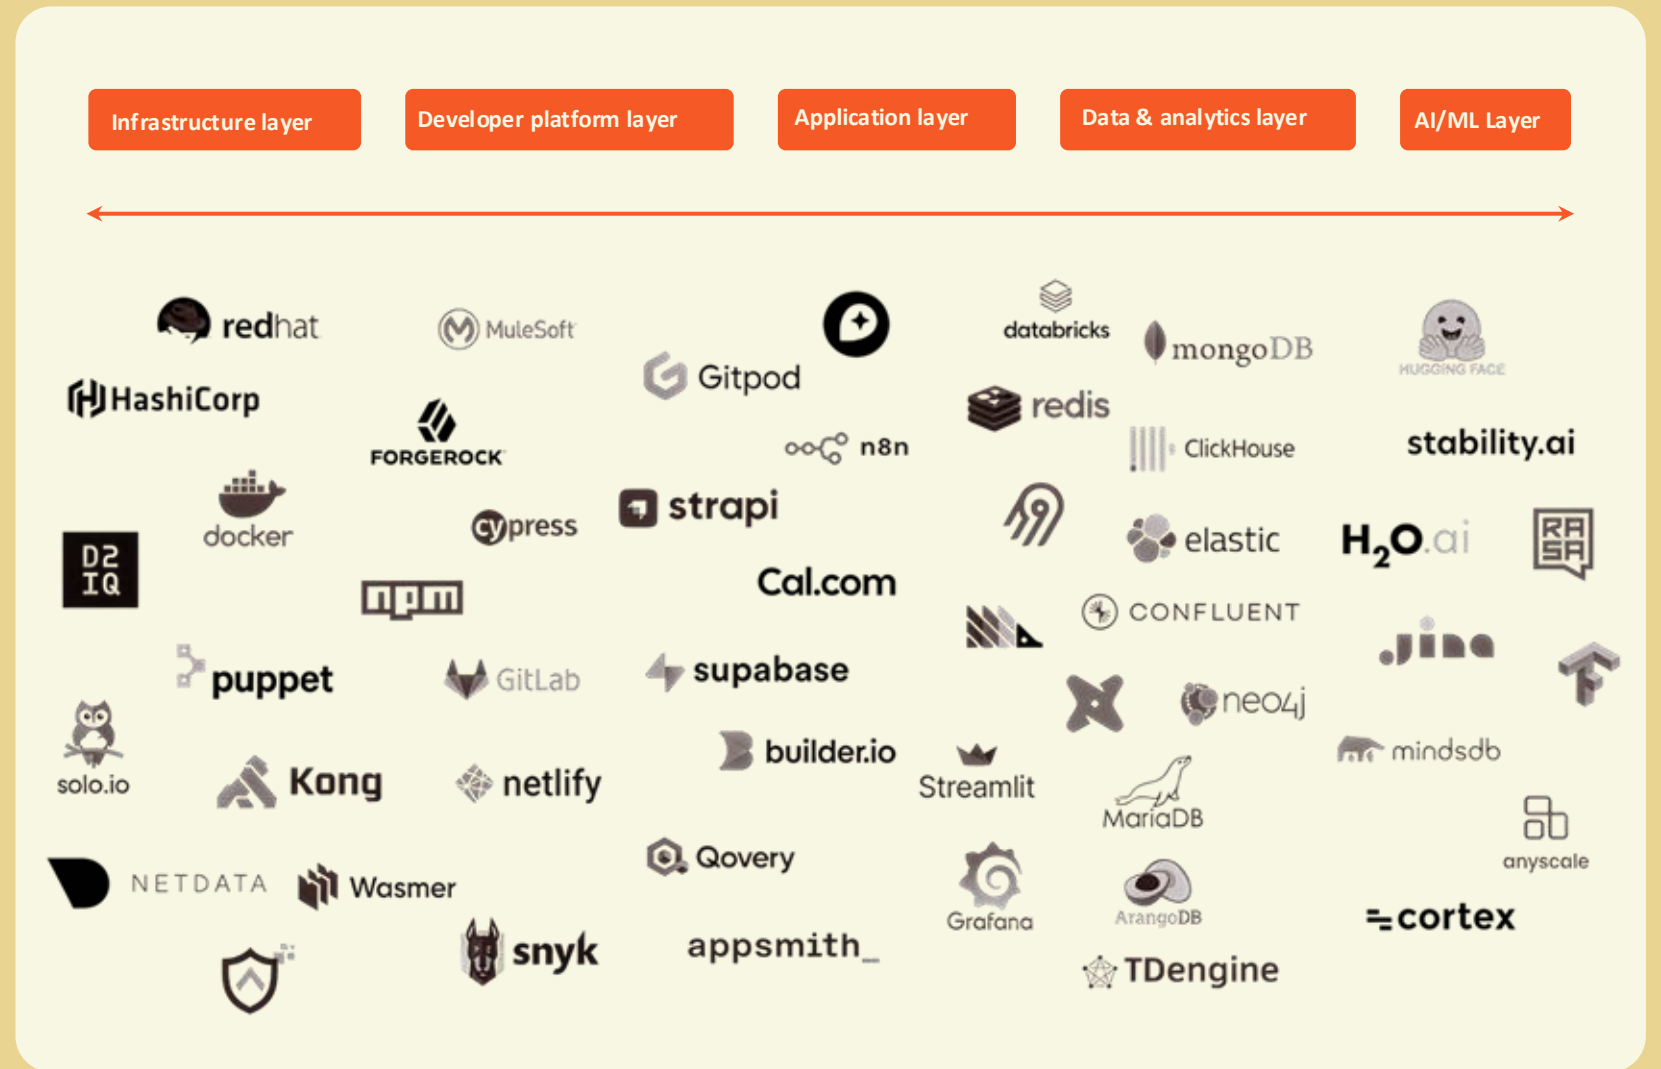 Infrastructure layer
Developer platform layer
Application layer
Data & analytics layer
AI/ML Layer
redhat
MuleSoft
Gitpod
databricks
mongoDB
HUGGING FACE
HashiCorp
FORGEROCK
n8n
redis
ClickHouse
stability.ai
docker
cypress
strapi
elastic
H2O.ai
RA
SA
D2
IQ
npm
Cal.com
CONFLUENT
Jina
puppet
GitLab
supabase
neo4j
solo.io
Kong
netlify
builder.io
Streamlit
MariaDB
mindsdb
anyscale
NETDATA
Wasmer
Qovery
Grafana
ArangoDB
cortex
snyk
appsmith_
TDengine